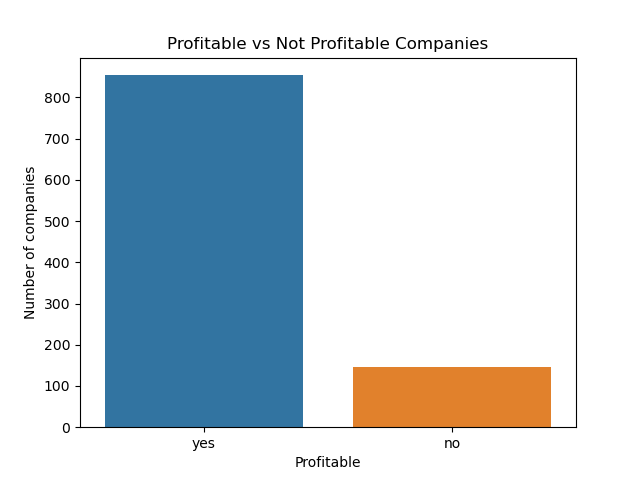 Profitable vs Not Profitable Companies
800
700
600
500
400
300
200
100
0
Number of companies
yes no
Profitable